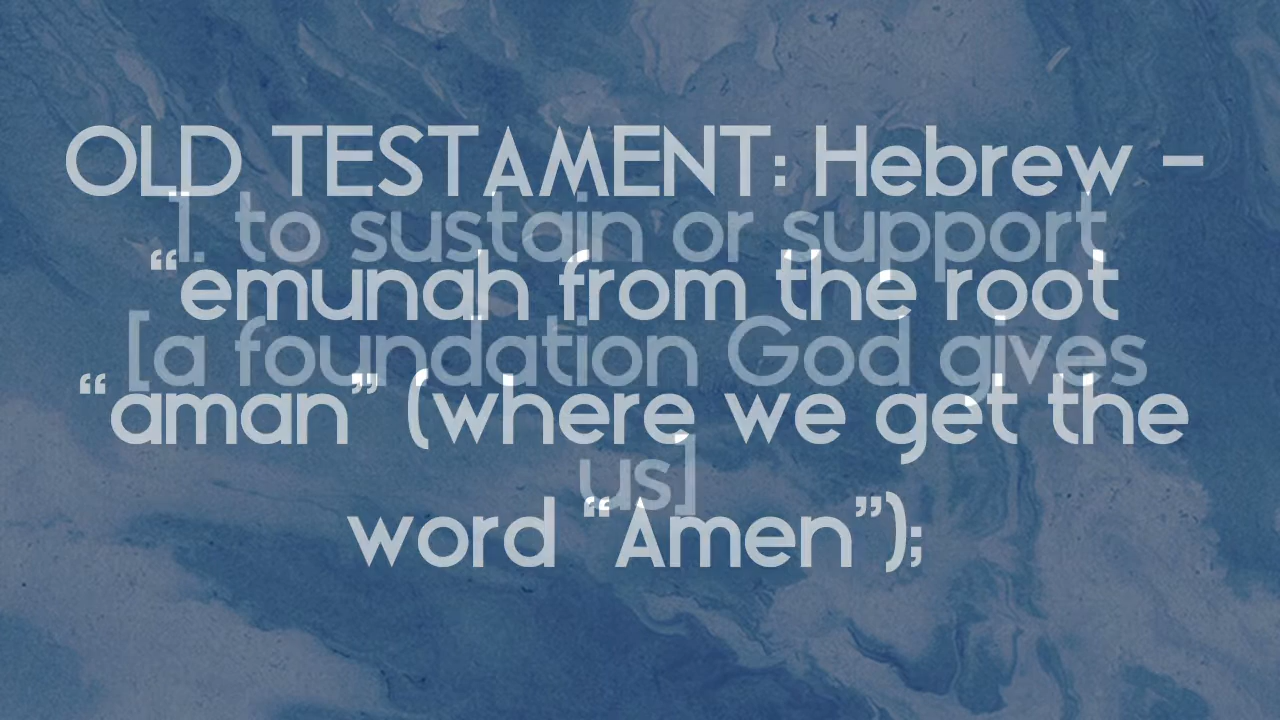 OLD TESTAMENT: Hebrew –
“emunah from the root
“aman” (where we get the
word “Amen”);
1. to sustain or support
[a foundation God gives
us]